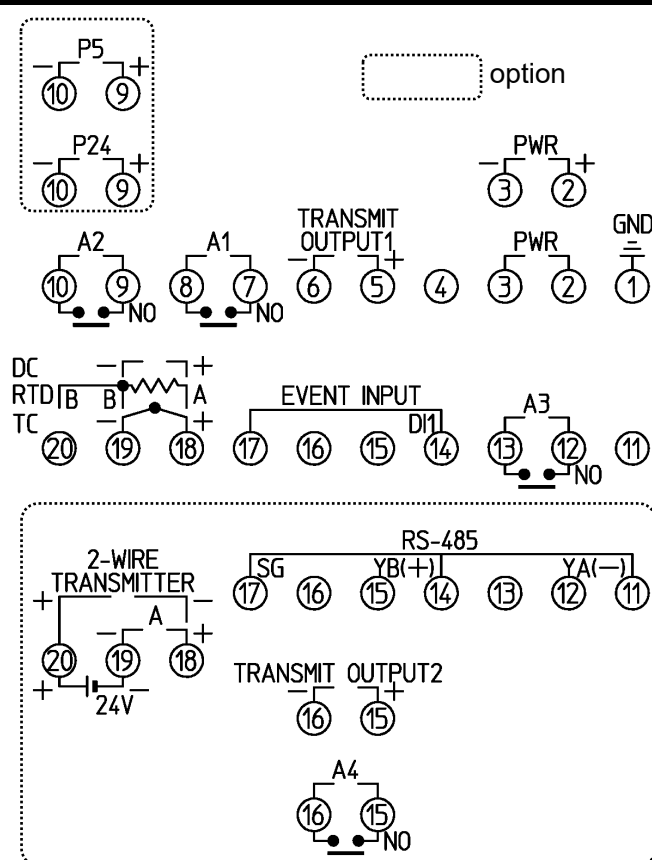 P5
− +
10 9
option
P24
− +
10 9
PWR
− +
3 2
TRANSMIT
OUTPUT1
GND
A2 A1 − + PWR
10 9 8 7 6 5 4 3 2 1
NO NO
DC − +
RTD B B A
TC − +
EVENT INPUT
DI1
A3
20 19 18 17 16 15 14 13 12 11
NO
RS-485
2-WIRE
TRANSMITTER
SG YB(+) YA(−)
17 16 15 14 13 12 11
+ −
− A +
20 19 18
+ 24V −
TRANSMIT OUTPUT2
− +
16 15
A4
16 15
NO